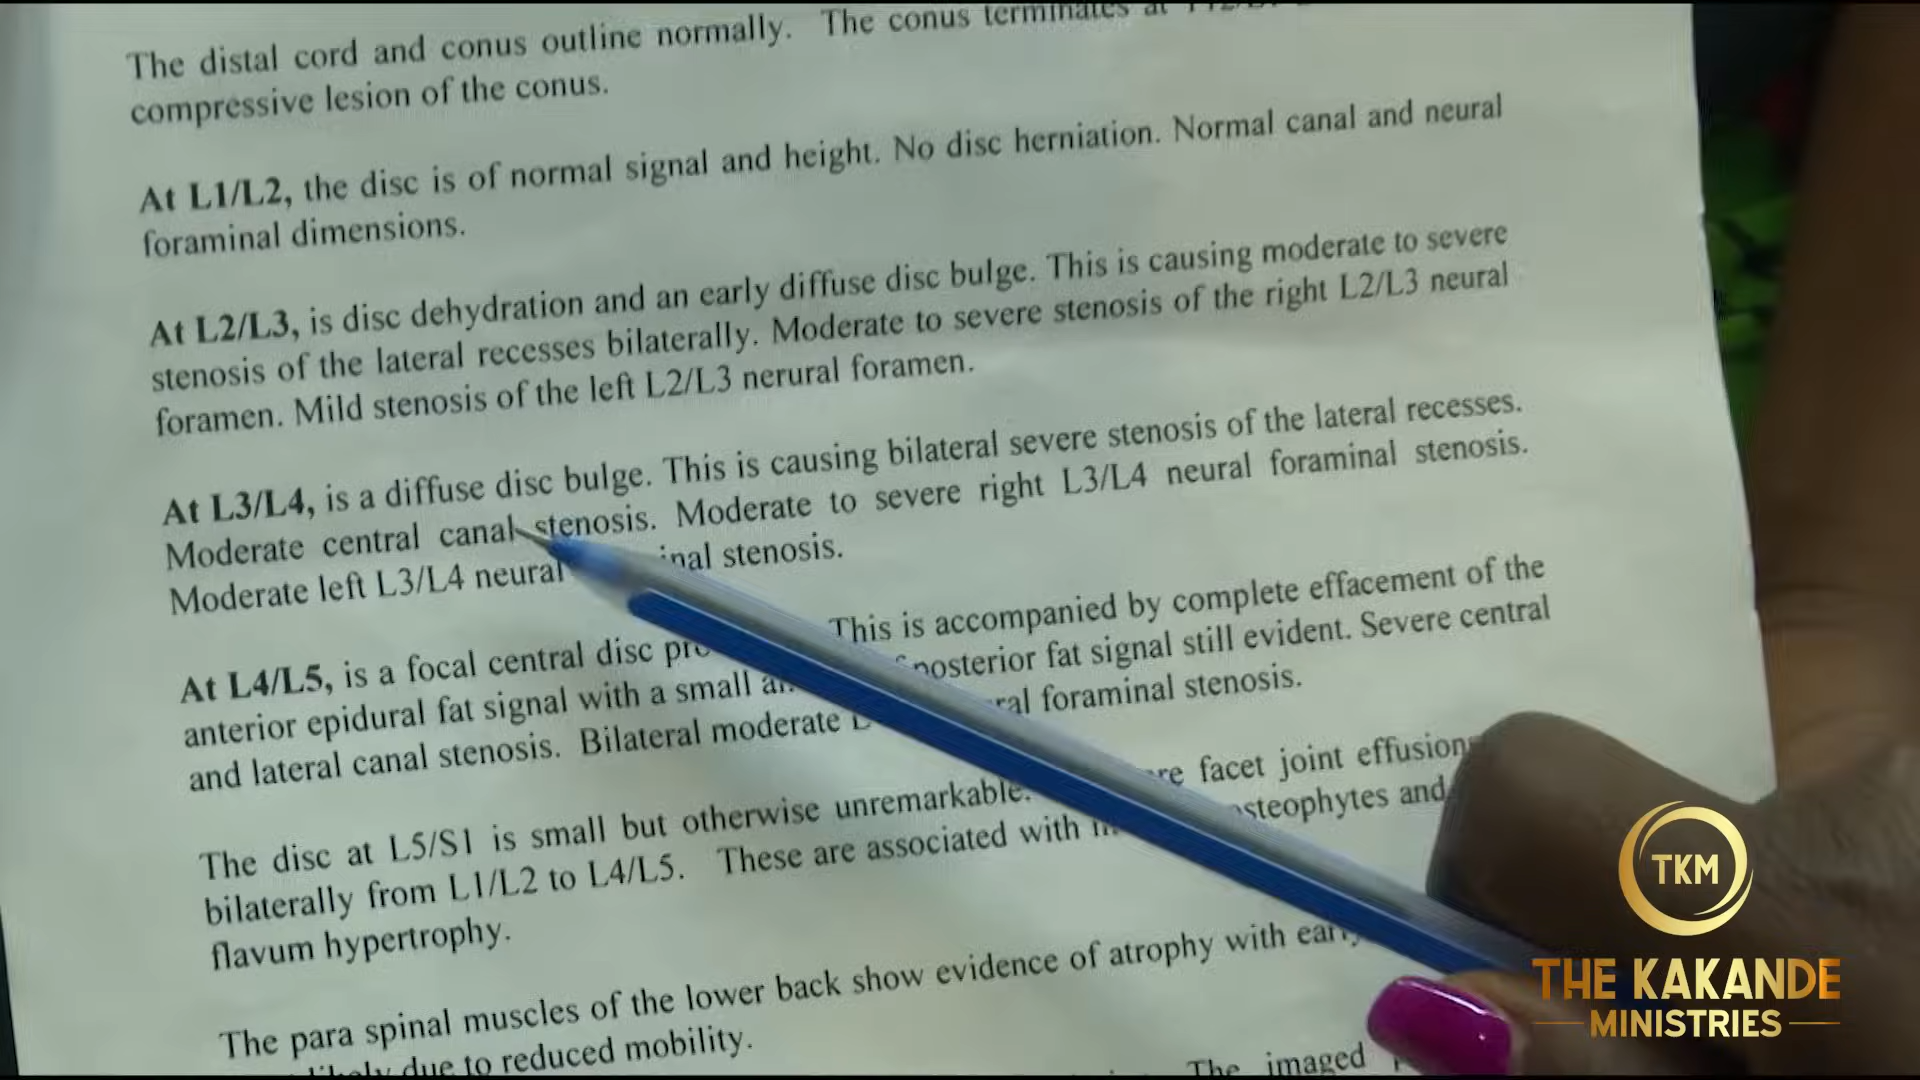 The distal cord and conus outline normally. The conus terminates at
compressive lesion of the conus.
At L1/L2, the disc is of normal signal and height. No disc herniation. Normal canal and neural
foraminal dimensions.
At L2/L3, is disc dehydration and an early diffuse disc bulge. This is causing moderate to severe
stenosis of the lateral recesses bilaterally. Moderate to severe stenosis of the right L2/L3 neural
foramen. Mild stenosis of the left L2/L3 nerural foramen.
At L3/L4, is a diffuse disc bulge. This is causing bilateral severe stenosis of the lateral recesses.
Moderate central canal stenosis. Moderate to severe right L3/L4 neural foraminal stenosis.
Moderate left L3/L4 neural stenosis.
At L4/L5, is a focal central disc This is accompanied by complete effacement of the
anterior epidural fat signal with a small posterior fat signal still evident. Severe central
and lateral canal stenosis. Bilateral moderate foraminal stenosis.
The disc at L5/S1 is small but otherwise unremarkable. facet joint
bilaterally from L1/L2 to L4/L5. These are associated with and
flavum hypertrophy.
The para spinal muscles of the lower back show evidence of atrophy with
due to reduced mobility.
The imaged
TKM
THE KAKANDE
MINISTRIES